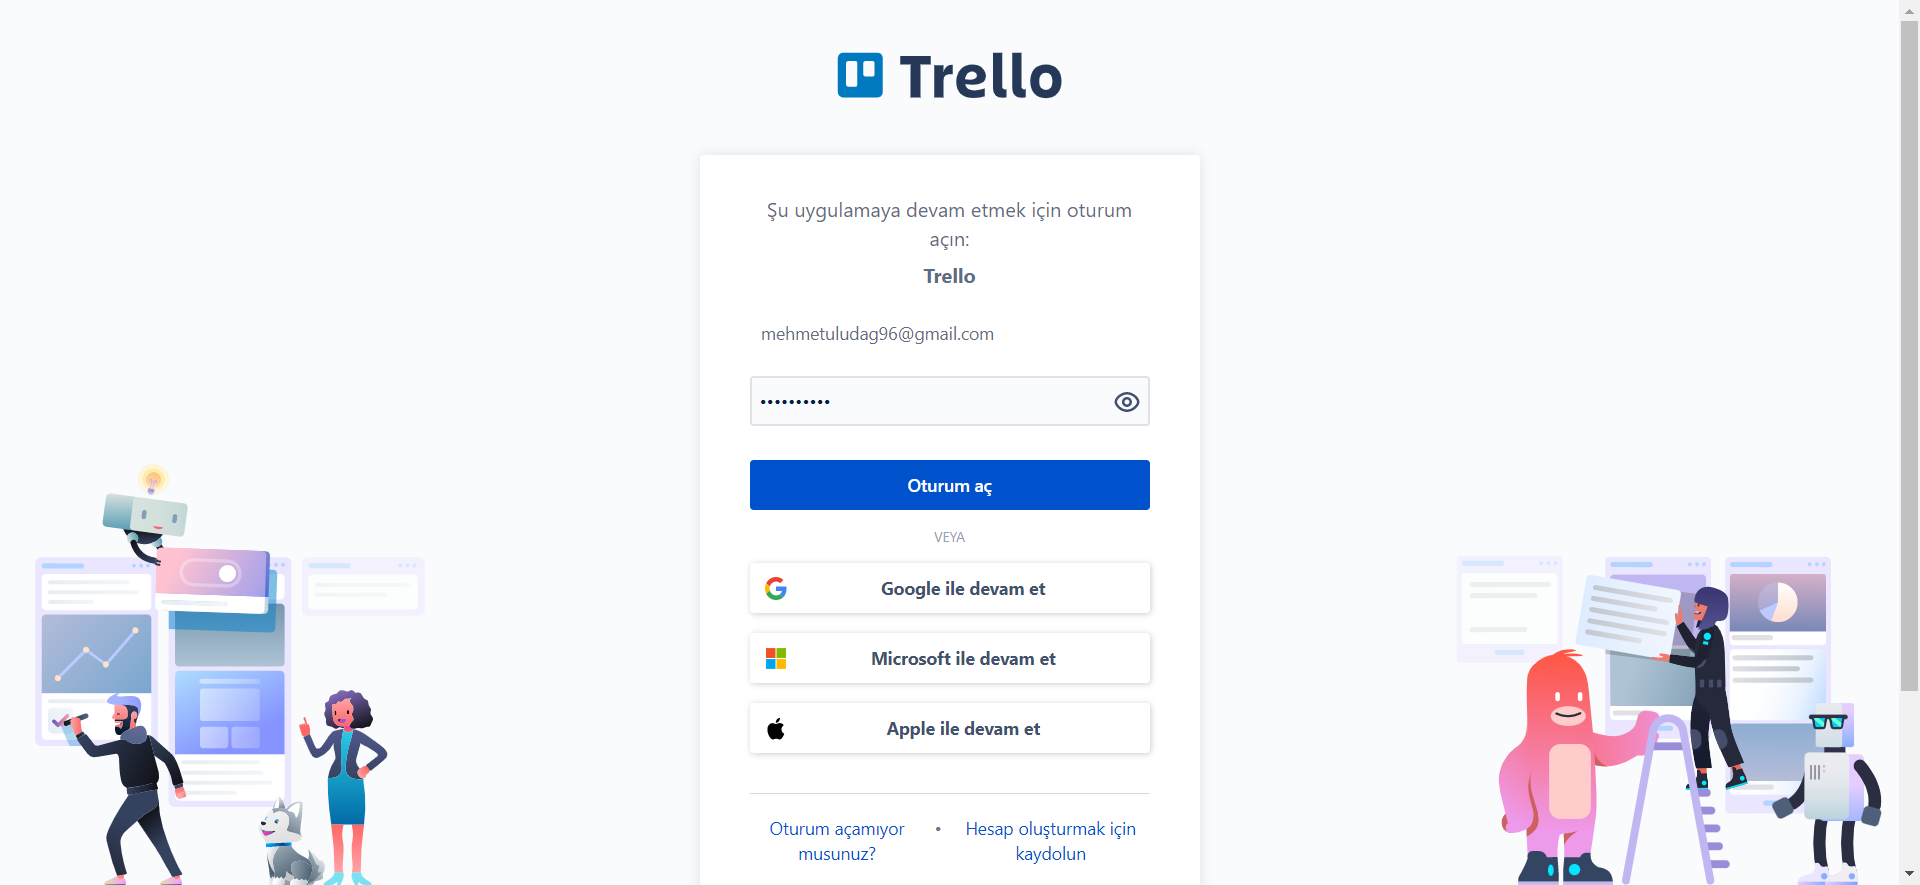 Trello
Şu uygulamaya devam etmek için oturum
açın:
Trello
mehmetuludag96@gmail.com
••••••••••
Oturum aç
VEYA
Google ile devam et
Microsoft ile devam et
Apple ile devam et
Oturum açamıyor
musunuz?
•
Hesap oluşturmak için
kaydolun